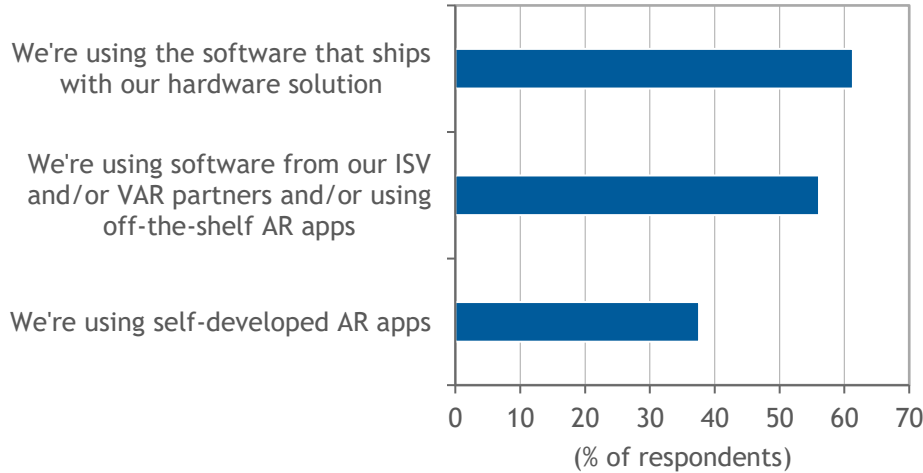 We're using the software that ships
with our hardware solution
We're using software from our ISV
and/or VAR partners and/or using
off-the-shelf AR apps
We're using self-developed AR apps
0 10 20 30 40 50 60 70
(% of respondents)